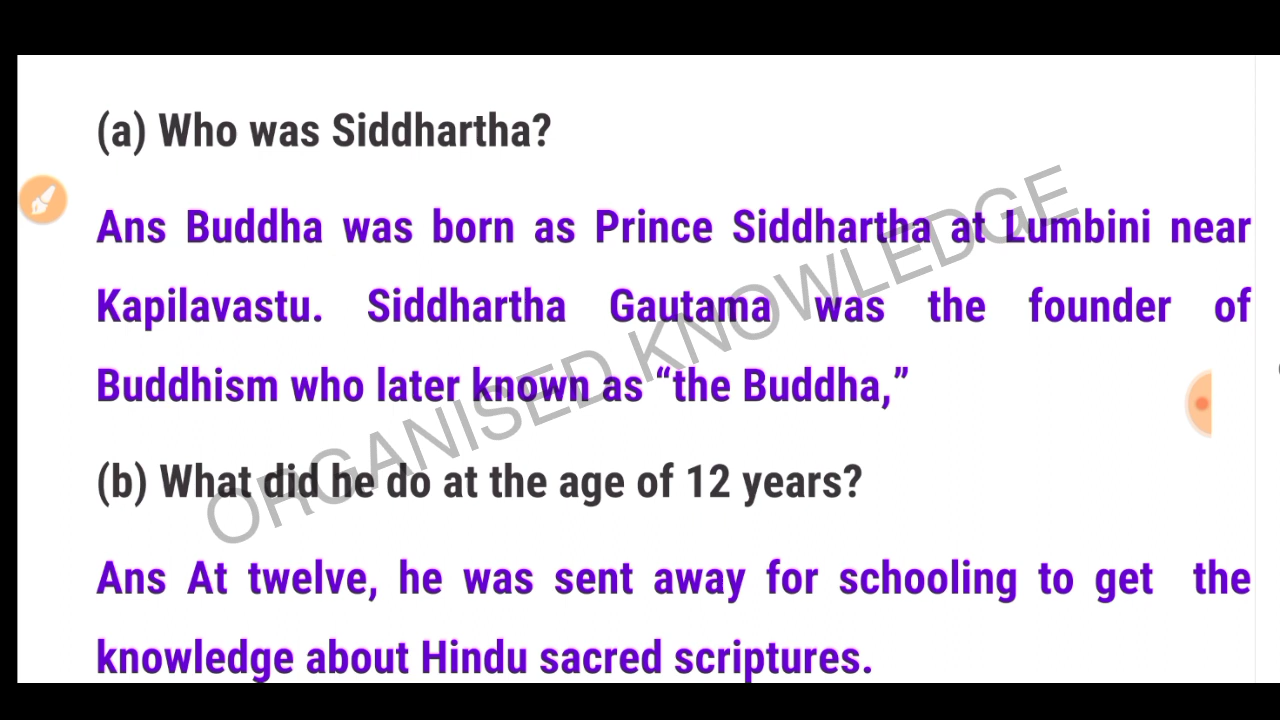 (a) Who was Siddhartha?
Ans Buddha was born as Prince Siddhartha at Lumbini near
Kapilavastu. Siddhartha Gautama was the founder of
Buddhism who later known as “the Buddha,”
(b) What did he do at the age of 12 years?
Ans At twelve, he was sent away for schooling to get the
knowledge about Hindu sacred scriptures.
ORGANISED KNOWLEDGE